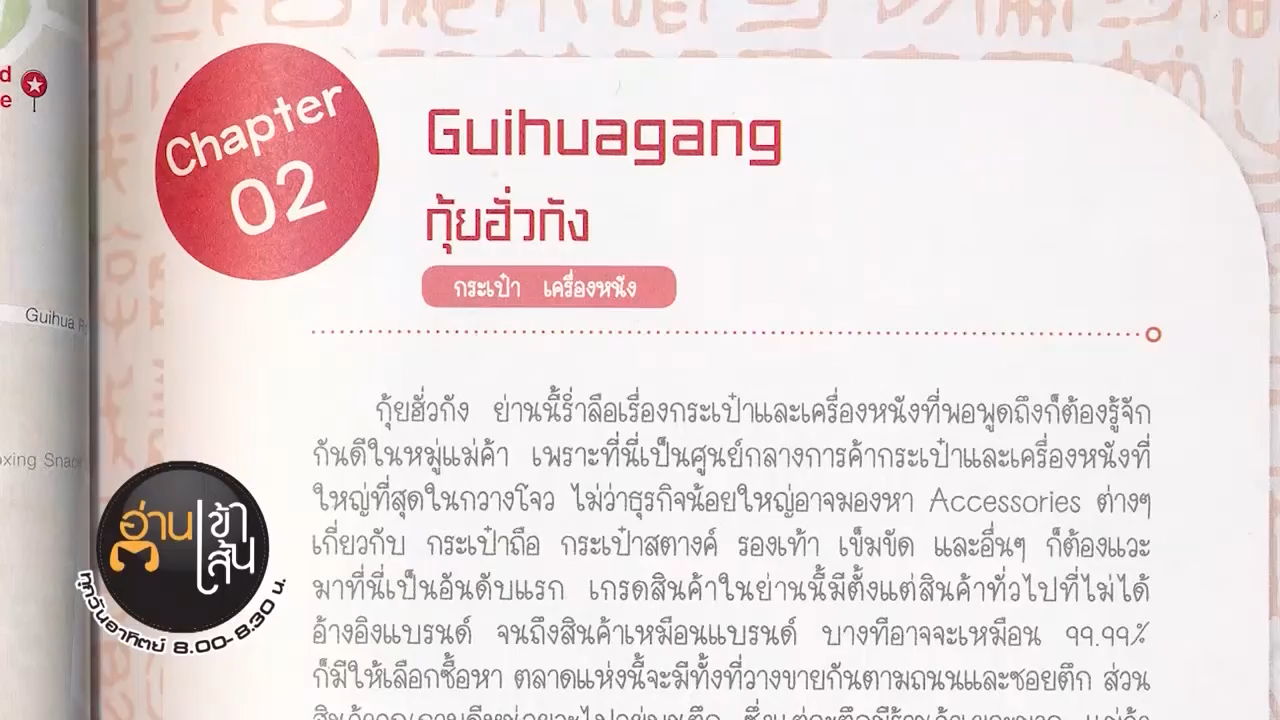 Chapter
02
Guihuagang
กุ้ยฮั่วกัง
กระเป๋า เครื่องหนัง
กุ้ยฮั่วกัง ย่านนี้ร่ำลือเรื่องกระเป๋าและเครื่องหนังที่พอพูดถึงก็ต้องรู้จัก
กันดีในหมู่แม่ค้า เพราะที่นี่เป็นศูนย์กลางการค้ากระเป๋าและเครื่องหนังที่
ใหญ่ที่สุดในกวางโจว ไม่ว่าธุรกิจน้อยใหญ่อาจมองหา Accessories ต่างๆ
เกี่ยวกับ กระเป๋าถือ กระเป๋าสตางค์ รองเท้า เข็มขัด และอื่นๆ ก็ต้องแวะ
มาที่นี่เป็นอันดับแรก เกรดสินค้าในย่านนี้มีตั้งแต่สินค้าทั่วไปที่ไม่ได้
อ้างอิงแบรนด์ จนถึงสินค้าเหมือนแบรนด์ บางทีอาจจะเหมือน 99.99%
ก็มีให้เลือกซื้อหา ตลาดแห่งนี้จะมีทั้งที่วางขายกันตามถนนและซอยตึก ส่วน
Guihua
oxing Snac
อ่านเข้าเส้น
ทุกวันอาทิตย์ 8.00-8.30 น.